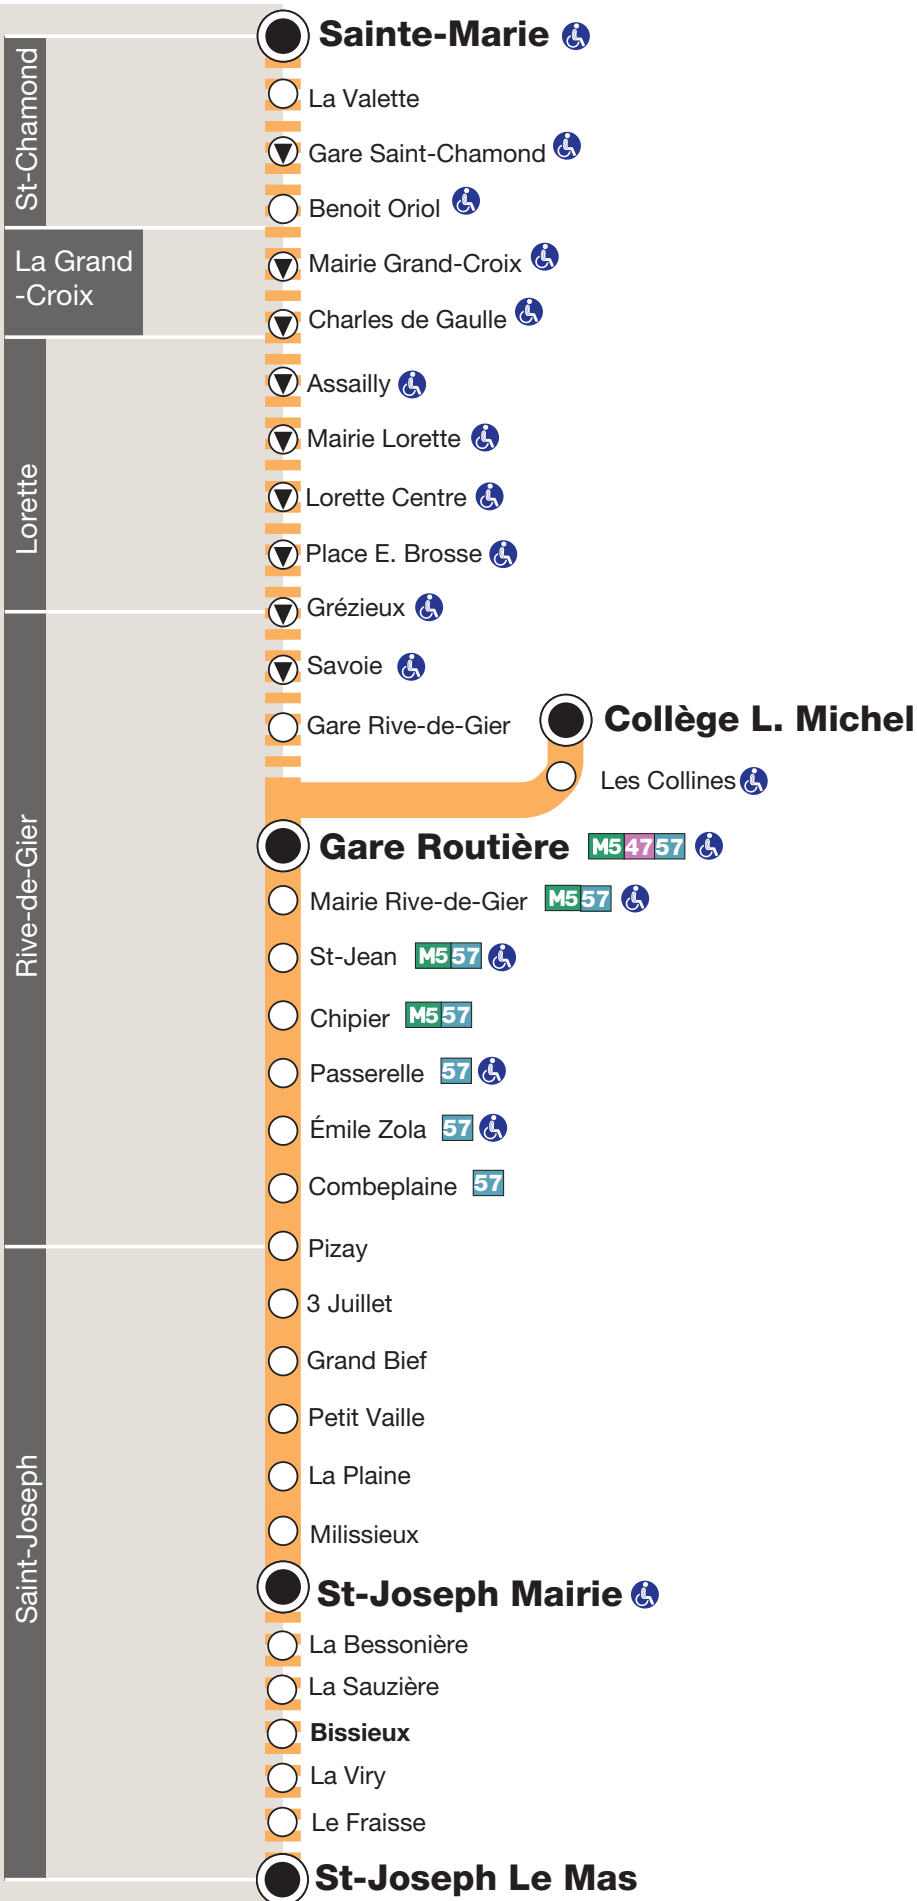 Sainte-Marie
St-Chamond
La Valette
Gare Saint-Chamond
Benoit Oriol
La Grand
-Croix
Mairie Grand-Croix
Charles de Gaulle
Lorette
Assailly
Mairie Lorette
Lorette Centre
Place E. Brosse
Rive-de-Gier
Grézieux
Savoie
Gare Rive-de-Gier
Collège L. Michel
Les Collines
Gare Routière M5 47 57
Mairie Rive-de-Gier M5 57
St-Jean M5 57
Chipier M5 57
Passerelle 57
Émile Zola 57
Combeplaine 57
Saint-Joseph
Pizay
3 Juillet
Grand Bief
Petit Vaille
La Plaine
Milissieux
St-Joseph Mairie
La Bessonière
La Sauzière
Bissieux
La Viry
Le Fraisse
St-Joseph Le Mas